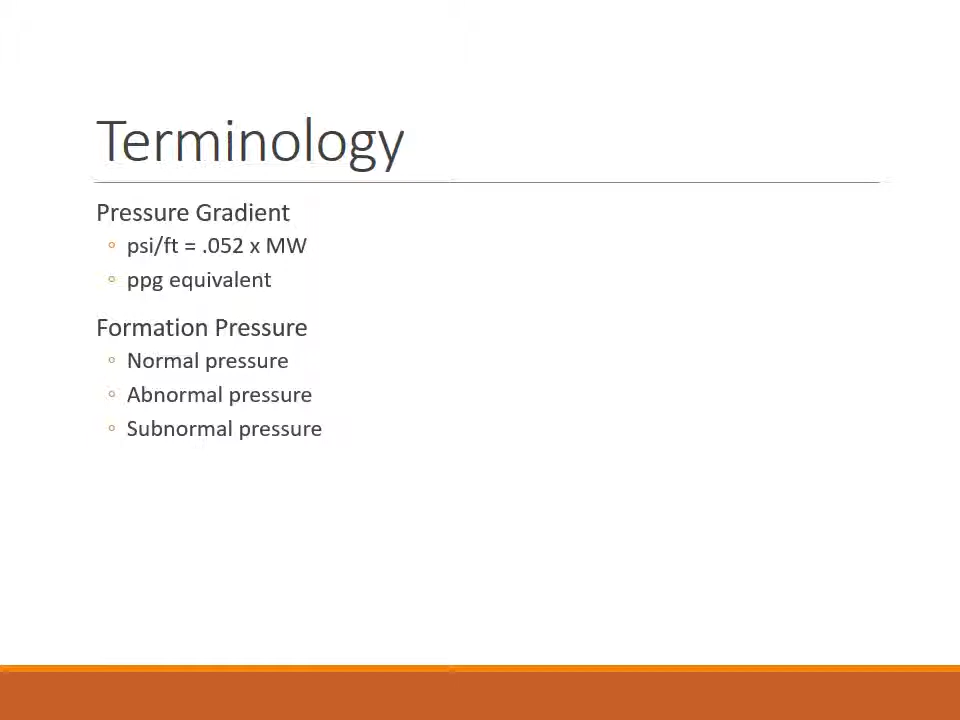 Terminology
Pressure Gradient
◦ psi/ft = .052 x MW
◦ ppg equivalent
Formation Pressure
◦ Normal pressure
◦ Abnormal pressure
◦ Subnormal pressure